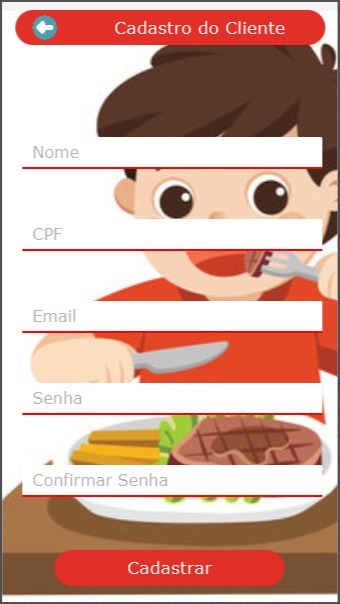 Cadastro do Cliente
Nome
CPF
Email
Senha
Confirmar Senha
Cadastrar